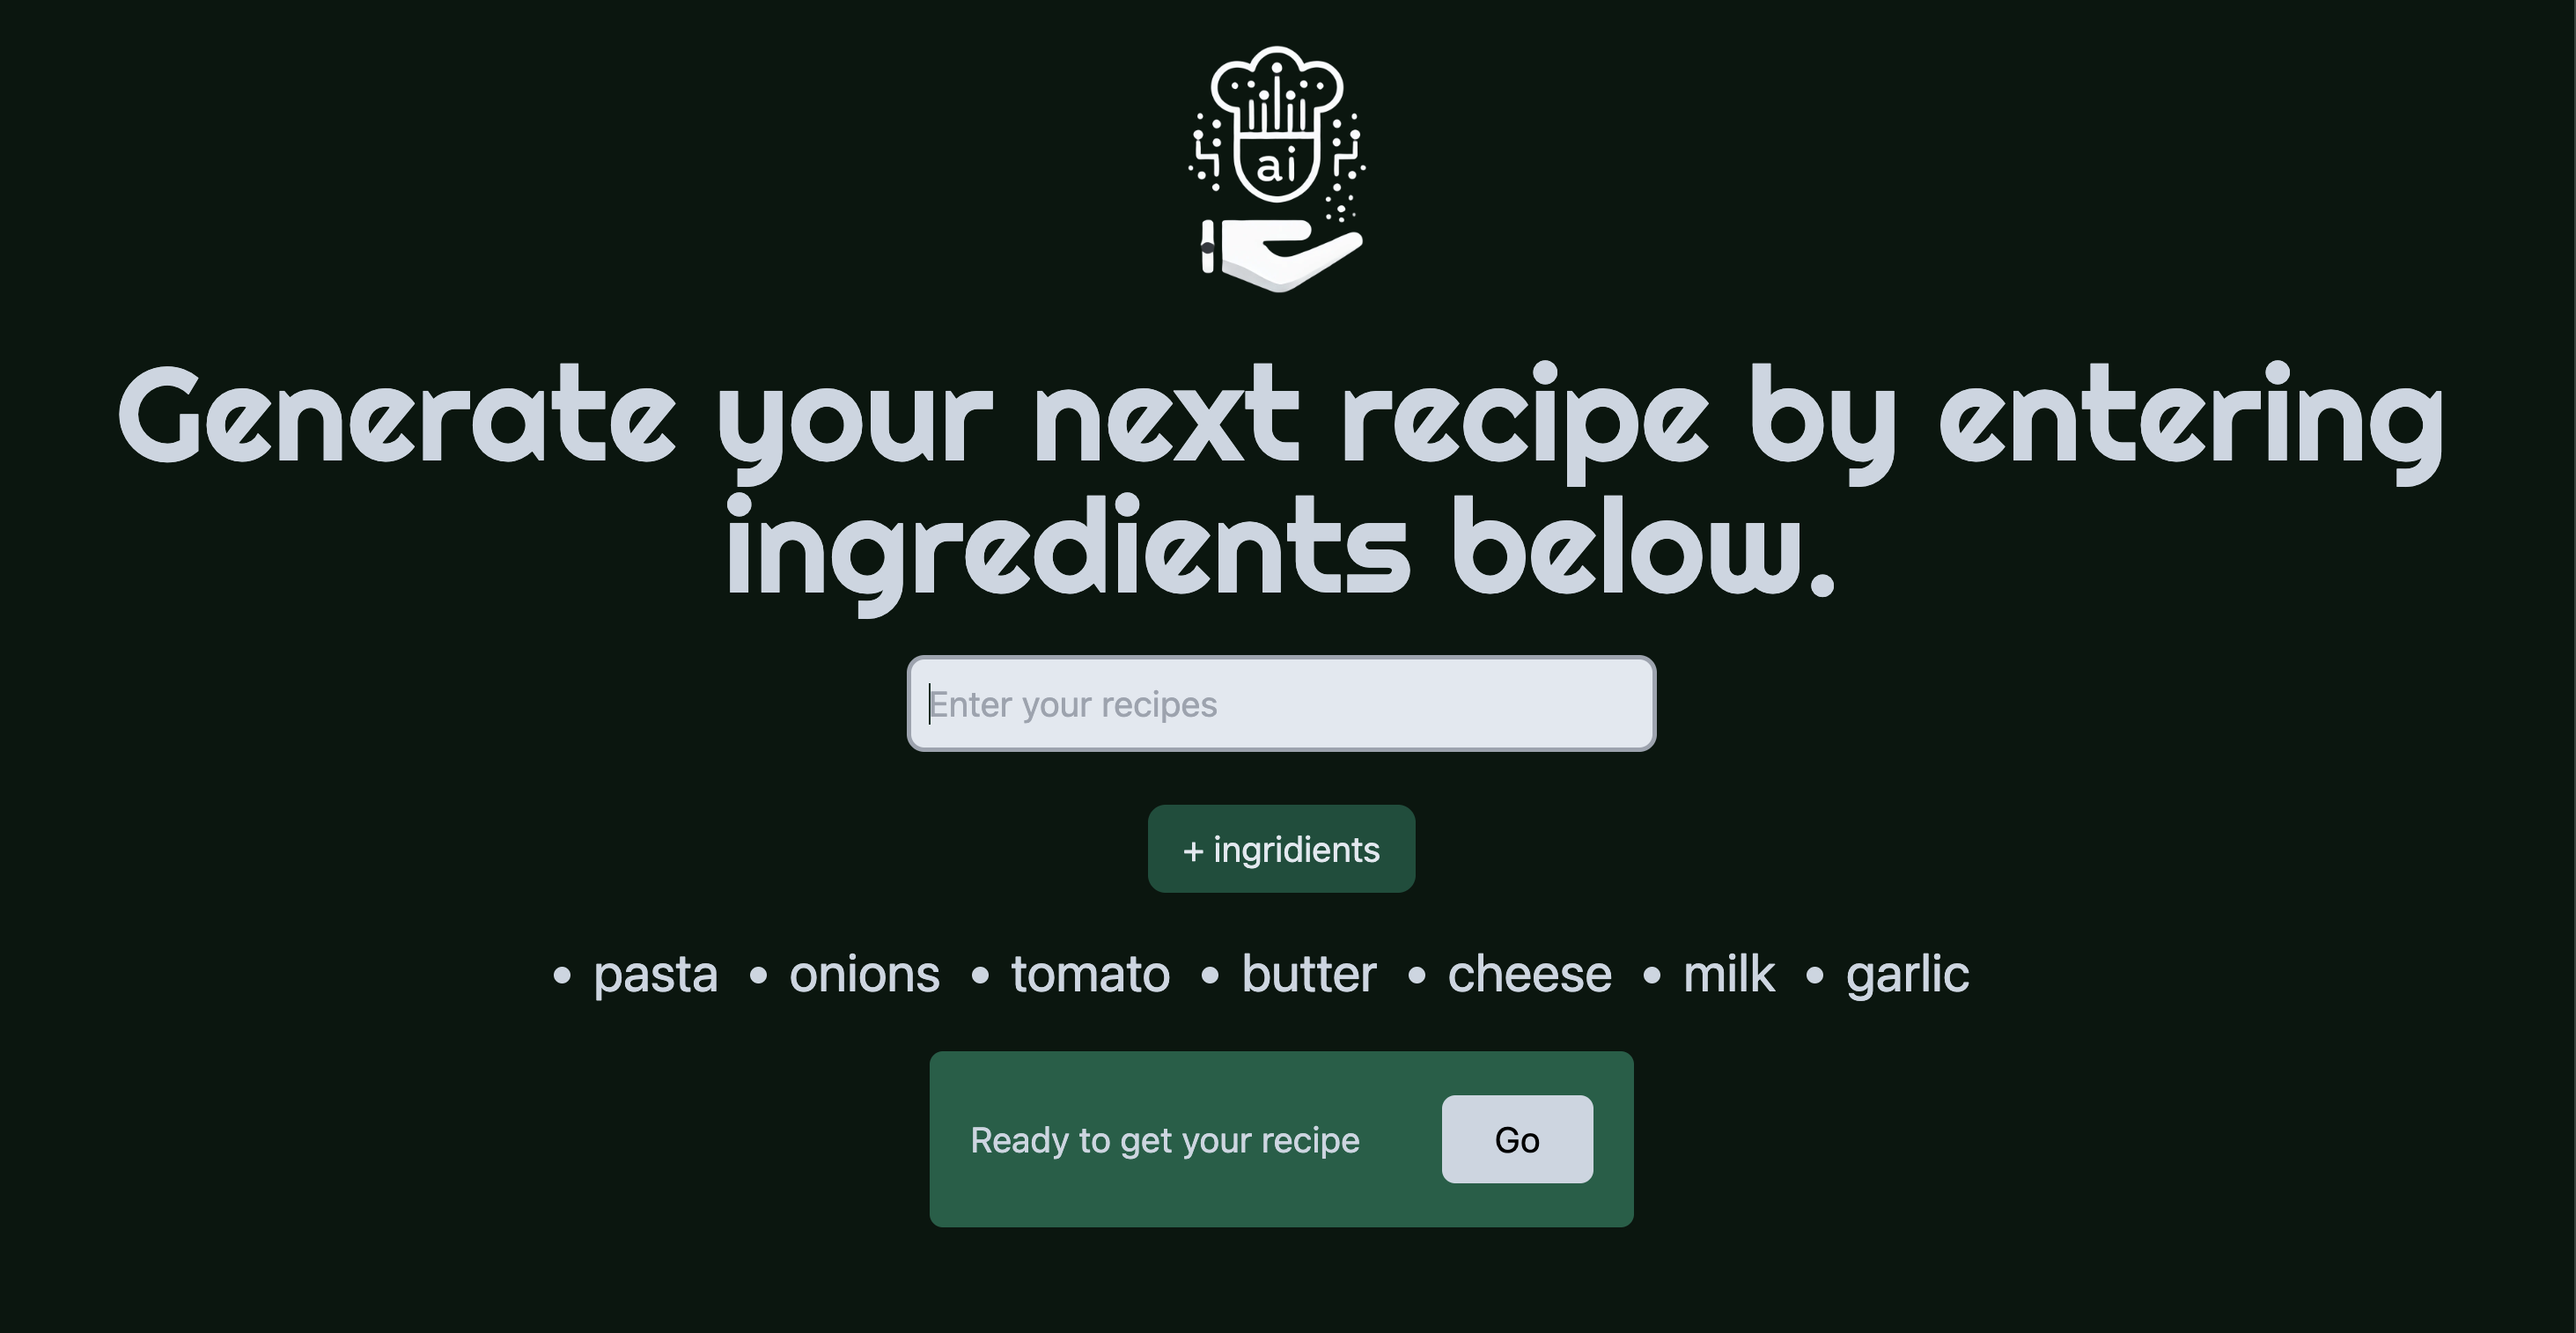 ai
Generate your next recipe by entering
ingredients below.
Enter your recipes
+ ingridients
• pasta • onions • tomato • butter • cheese • milk • garlic
Ready to get your recipe Go